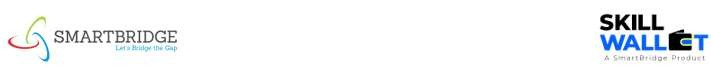 SMARTBRIDGE
Let's Bridge the Gap
SKILL
WALLET
A SmartBridge Product